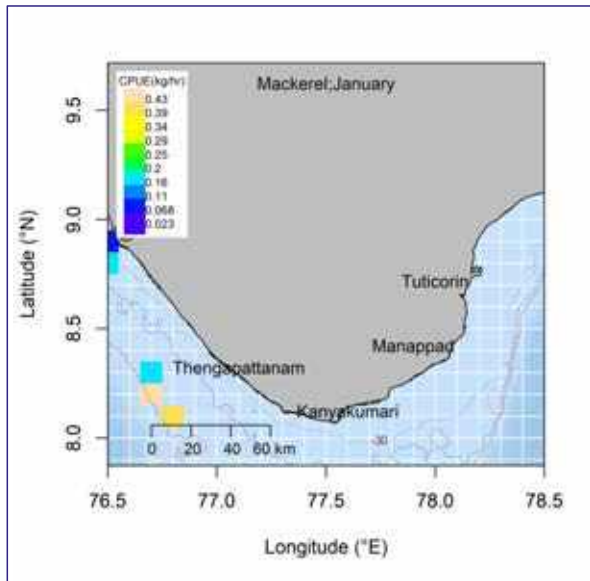 Mackerel;January
CPUE(kg/hr)
0.43
0.39
0.34
0.29
0.25
0.2
0.16
0.11
0.068
0.023
9.5
9.0
8.5
8.0
Latitude (°N)
Tuticorin
Manappad
Thengapattanam
Kanyakumari
-30
0 20 40 60 km
76.5 77.0 77.5 78.0 78.5
Longitude (°E)